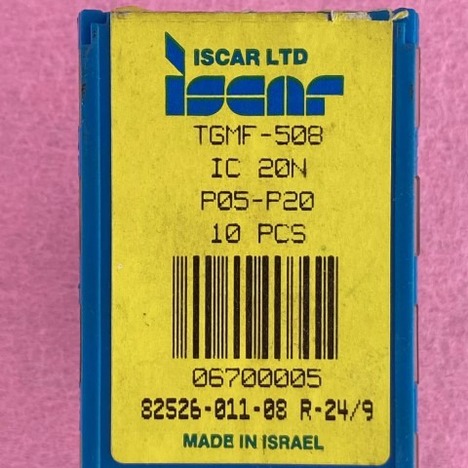 ISCAR LTD
iscar
TGMF-508
IC 20N
P05-P20
10 PCS
06700005
82526-011-08 R-24/9
MADE IN ISRAEL